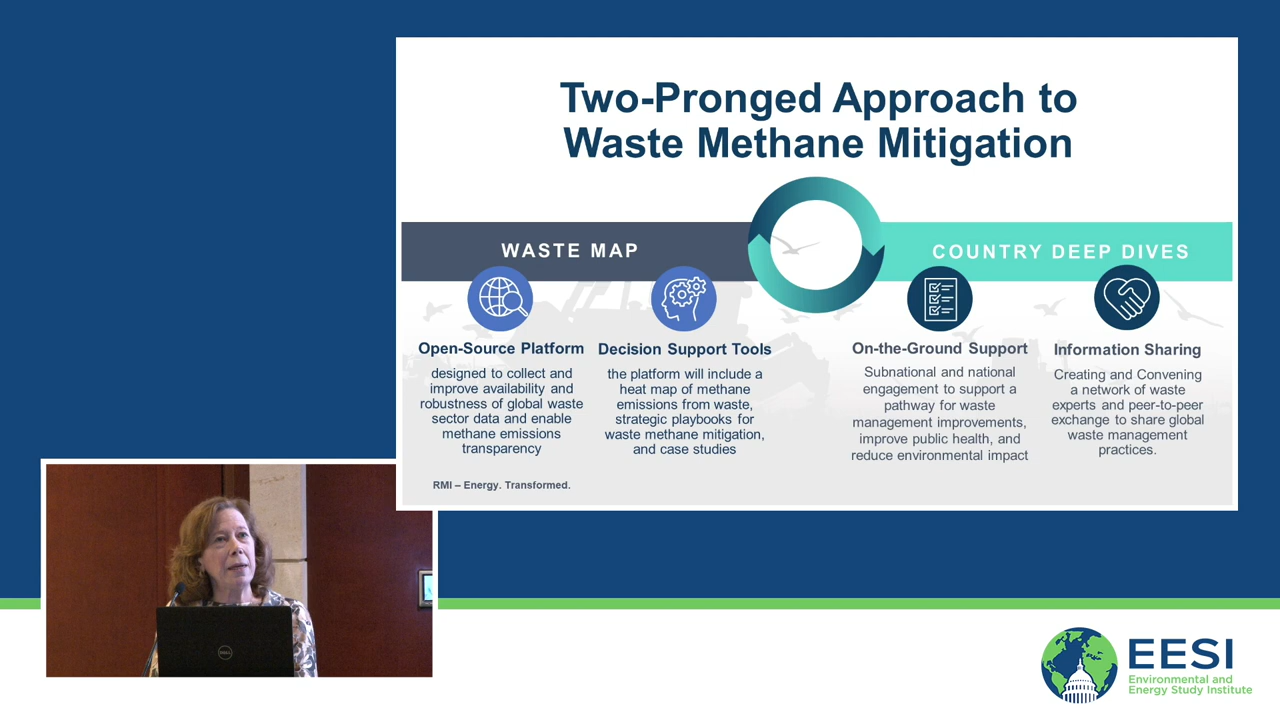 Two-Pronged Approach to
Waste Methane Mitigation
WASTE MAP
COUNTRY DEEP DIVES
Open-Source Platform
designed to collect and
improve availability and
robustness of global waste
sector data and enable
methane emissions
transparency
Decision Support Tools
the platform will include a
heat map of methane
emissions from waste,
strategic playbooks for
waste methane mitigation,
and case studies
On-the-Ground Support
Subnational and national
engagement to support a
pathway for waste
management improvements,
improve public health, and
reduce environmental impact
Information Sharing
Creating and Convening
a network of waste
experts and peer-to-peer
exchange to share global
waste management
practices.
RMI – Energy. Transformed.
DELL
EESI
Environmental and
Energy Study Institute